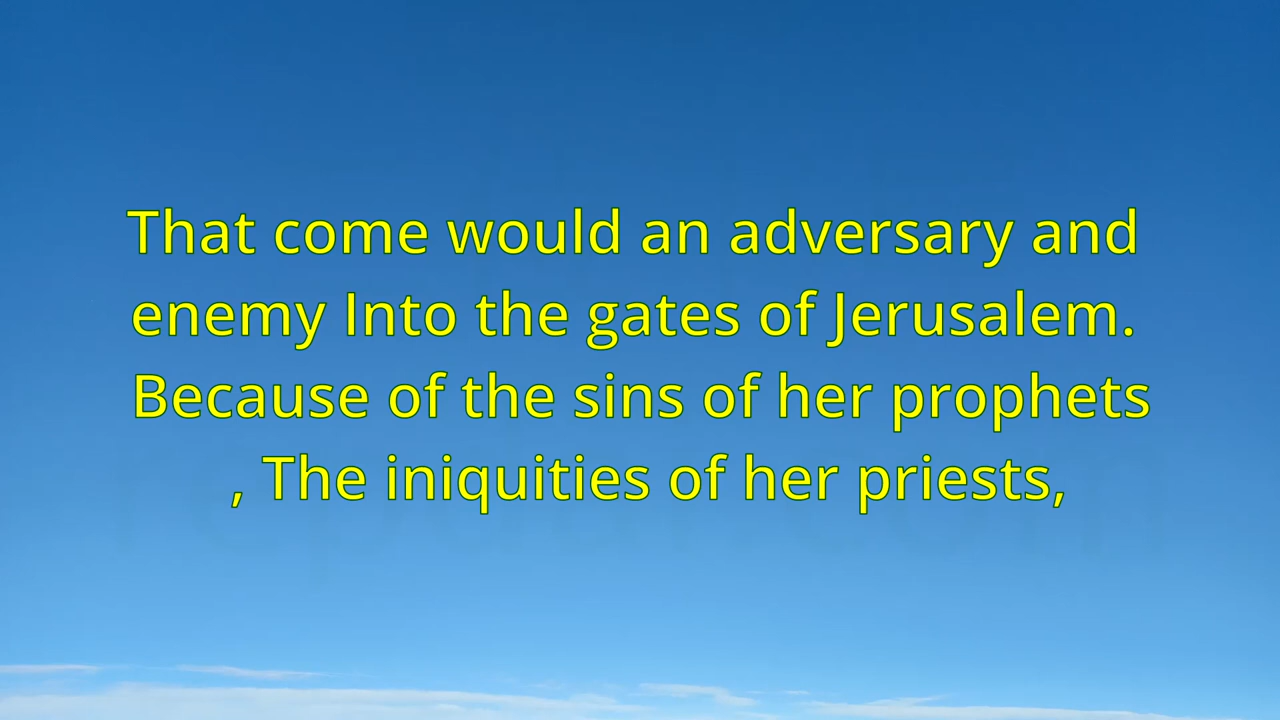 That come would an adversary and
enemy Into the gates of Jerusalem.
Because of the sins of her prophets
, The iniquities of her priests,